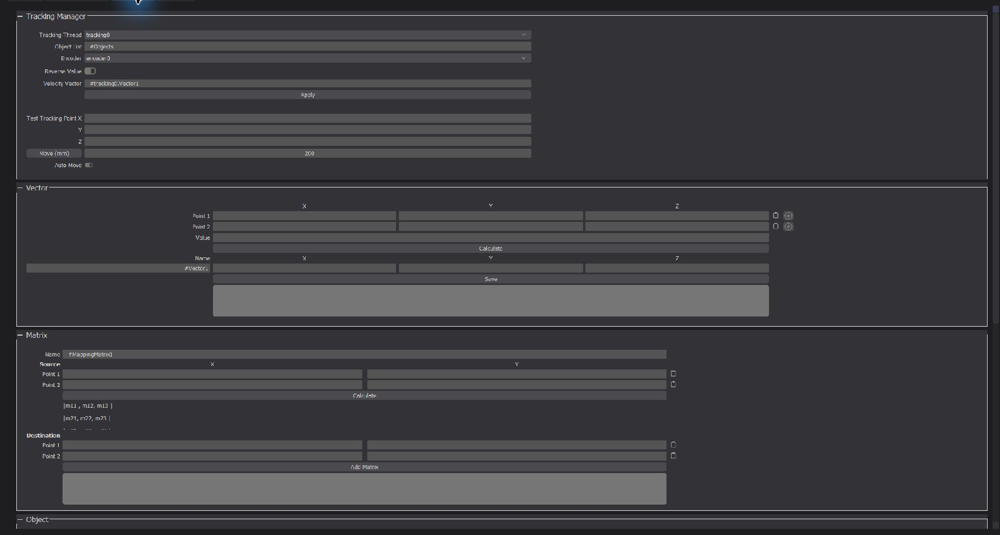 Tracking Manager
Tracking Thread tracking0
Object List #Objects
Encoder encoder0
Reverse Value
Velocity Vector #tracking0.Vector1
Apply
Test Tracking Point X
Y
Z
Move (mm) 200
Auto Move
Vector
X Y Z
Point 1
Point 2
Value
Calculate
Name X Y Z
#Vector1
Save
Matrix
Name #MappingMatrix1
Source X Y
Point 1
Point 2
Calculate
|m11 , m12, m13 |
|m21, m22, m23 |
Destination
Point 1
Point 2
Add Matrix
Object